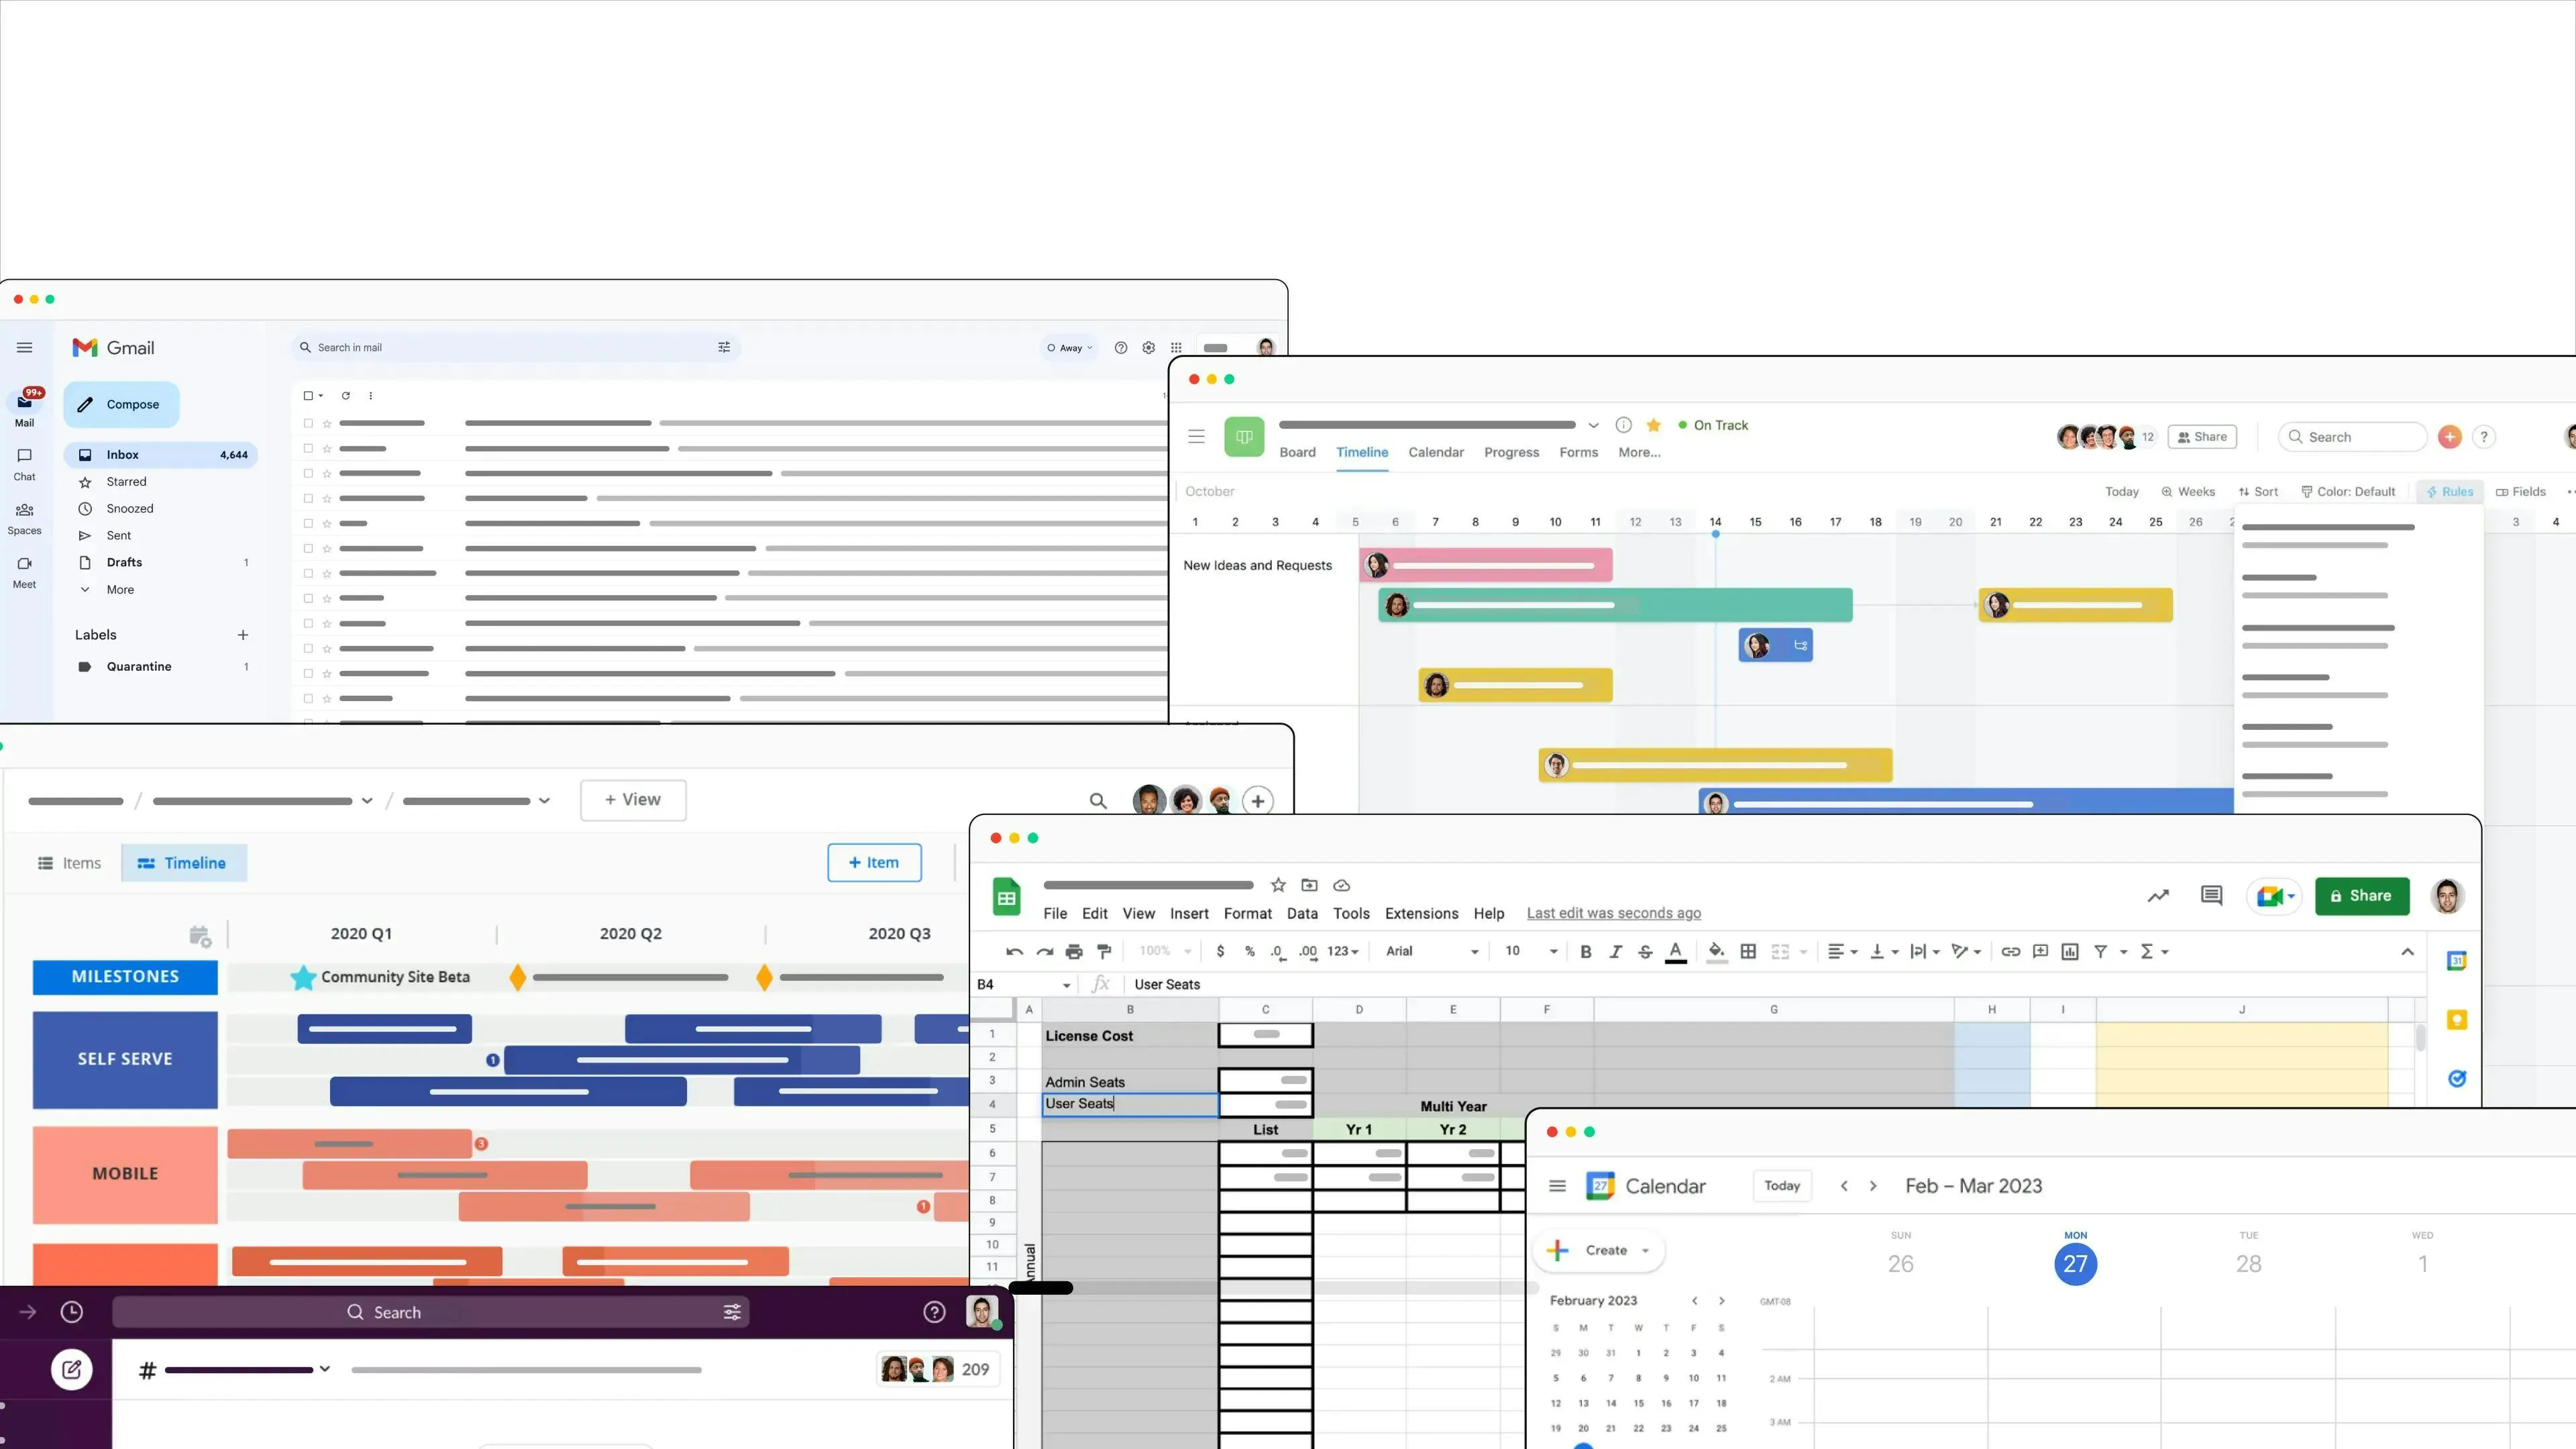 Gmail
Search in mail
Away
99+
Mail
Compose
Inbox 4,644
Chat
Starred
Snoozed
Spaces
Sent
Drafts 1
Meet
More
Labels
Quarantine 1
On Track
Board Timeline Calendar Progress Forms More...
12 Share Search ?
October
Today Weeks Sort Color: Default Rules Fields
1 2 3 4 5 6 7 8 9 10 11 12 13 14 15 16 17 18 19 20 21 22 23 24 25 26 3 4
New Ideas and Requests
+ View
Items Timeline
+ Item
2020 Q1 2020 Q2 2020 Q3
MILESTONES
Community Site Beta
SELF SERVE
1
MOBILE
3
1
File Edit View Insert Format Data Tools Extensions Help Last edit was seconds ago
Share
31
100% $ % .0 .00 123 Arial 10 B I S A
B4 fx User Seats
A B C D E F G H I J
1 License Cost
2
3 Admin Seats
4 User Seats Multi Year
5 List Yr 1 Yr 2
6
7
8
9
10
11
Search
# 209
27 Calendar Today Feb – Mar 2023
Create
SUN MON TUE WED
26 27 28 1
February 2023
GMT-08
S M T W T F S
29 30 31 1 2 3 4
5 6 7 8 9 10 11
2 AM
12 13 14 15 16 17 18
3 AM
19 20 21 22 23 24 25